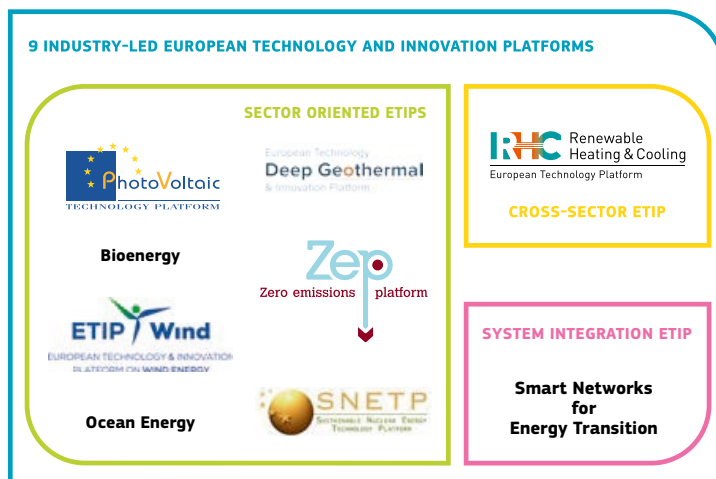 9 INDUSTRY-LED EUROPEAN TECHNOLOGY AND INNOVATION PLATFORMS
SECTOR ORIENTED ETIPS
PhotoVoltaic
TECHNOLOGY PLATFORM
European Technology
Deep Geothermal
& Innovation Platform
Bioenergy
Zep
Zero emissions platform
ETIP Wind
EUROPEAN TECHNOLOGY & INNOVATION
PLATFORM ON WIND ENERGY
Ocean Energy
SNETP
SUSTAINABLE NUCLEAR ENERGY
TECHNOLOGY PLATFORM
RHC Renewable
Heating & Cooling
European Technology Platform
CROSS-SECTOR ETIP
SYSTEM INTEGRATION ETIP
Smart Networks
for
Energy Transition